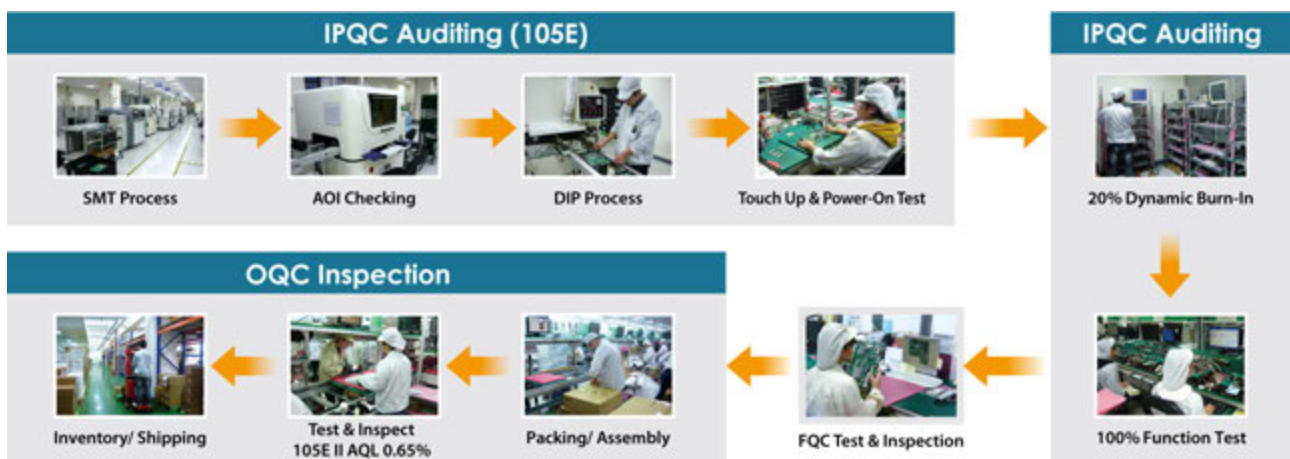 IPQC Auditing (105E)
SMT Process
AOI Checking
DIP Process
Touch Up & Power-On Test
IPQC Auditing
20% Dynamic Burn-In
100% Function Test
FQC Test & Inspection
OQC Inspection
Packing/ Assembly
Test & Inspect
105E II AQL 0.65%
Inventory/ Shipping